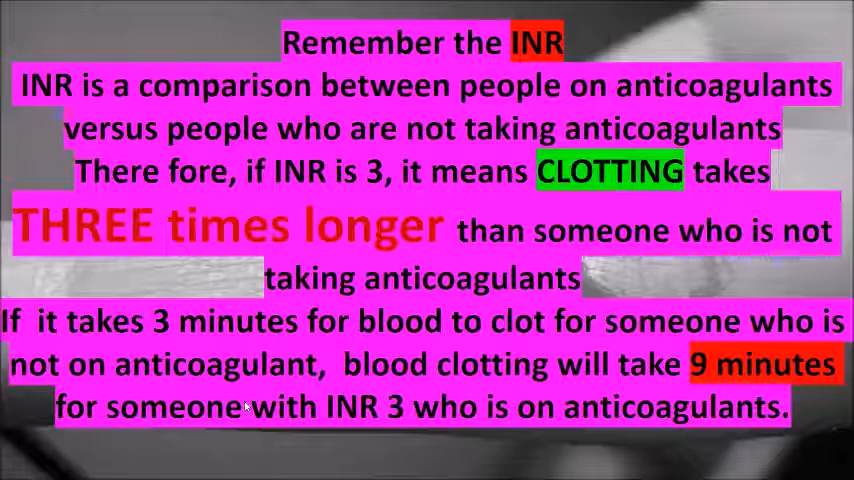 Remember the INR
INR is a comparison between people on anticoagulants
versus people who are not taking anticoagulants
There fore, if INR is 3, it means CLOTTING takes
THREE times longer than someone who is not
taking anticoagulants
If it takes 3 minutes for blood to clot for someone who is
not on anticoagulant, blood clotting will take 9 minutes
for someone with INR 3 who is on anticoagulants.